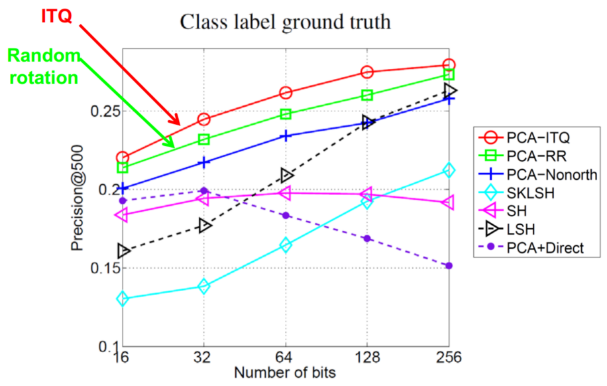 ITQ
Class label ground truth
Random
rotation
0.25
0.2
0.15
0.1
Precision@500
16 32 64 128 256
Number of bits
PCA-ITQ
PCA-RR
PCA-Nonorth
SKLSH
SH
LSH
PCA+Direct